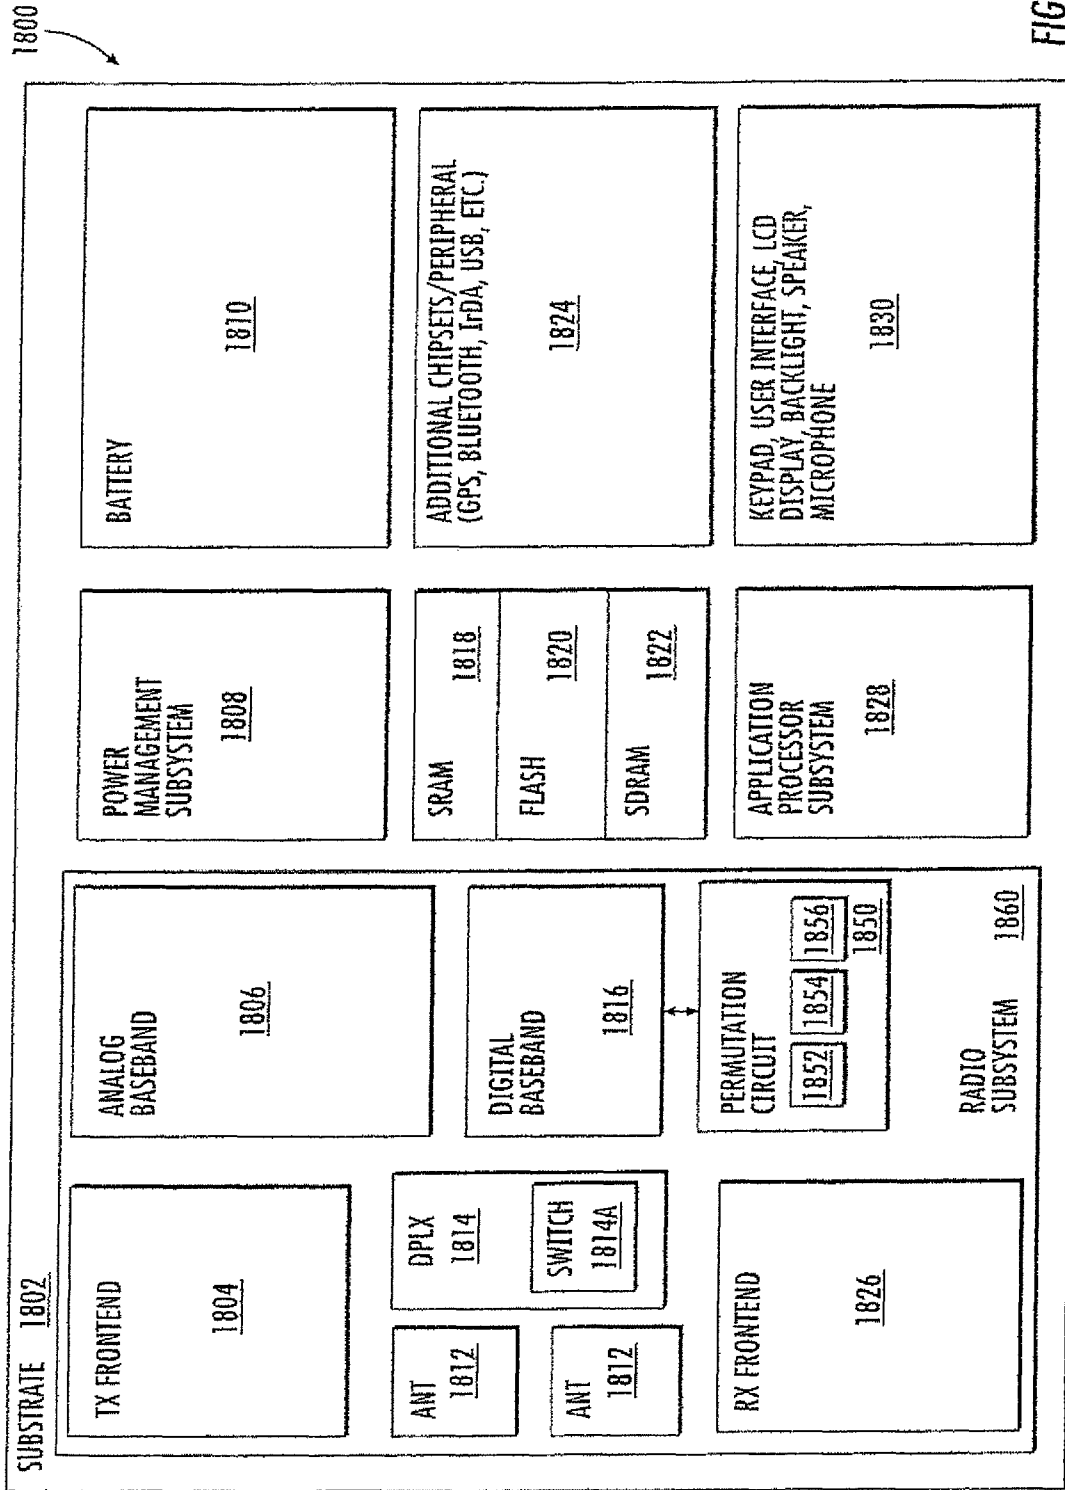 1800
SUBSTRATE 1802
TX FRONTEND
1804
ANALOG
BASEBAND
1806
POWER
MANAGEMENT
SUBSYSTEM
1808
BATTERY
1810
ANT
1812
ANT
1812
DPLX
1814
SWITCH
1814A
DIGITAL
BASEBAND
1816
SRAM
1818
FLASH
1820
SDRAM
1822
ADDITIONAL CHIPSETS/PERIPHERAL
(GPS, BLUETOOTH, IrDA, USB, ETC.)
1824
RX FRONTEND
1826
PERMUTATION
CIRCUIT
1852
1854
1856
1850
RADIO
SUBSYSTEM
1860
APPLICATION
PROCESSOR
SUBSYSTEM
1828
KEYPAD, USER INTERFACE, LCD
DISPLAY, BACKLIGHT, SPEAKER,
MICROPHONE
1830
FIG